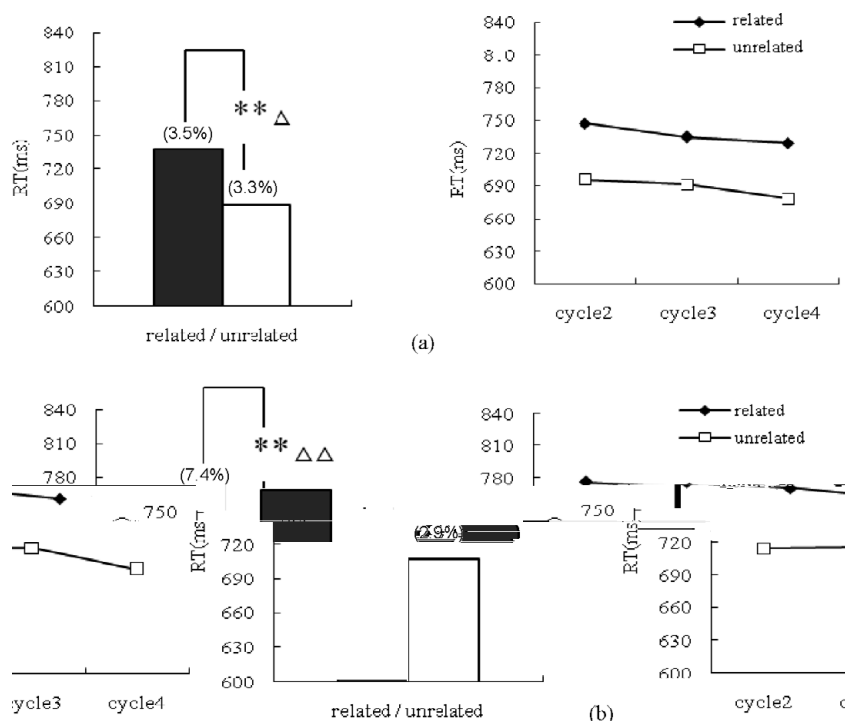 840
810
780
750
720
690
660
630
600
RT(ms)
(3.5%)
** △
(3.3%)
related / unrelated
840
810
780
750
720
690
660
630
600
RT(ms)
related
unrelated
cycle2
cycle3
cycle4
(a)
840
810
780
750
(7.4%)
** △△
RT(ms
720
690
660
630
600
related / unrelated
cycle3
cycle4
840
810
780
750
related
unrelated
RT(ms
720
690
660
630
600
cycle2
(b)